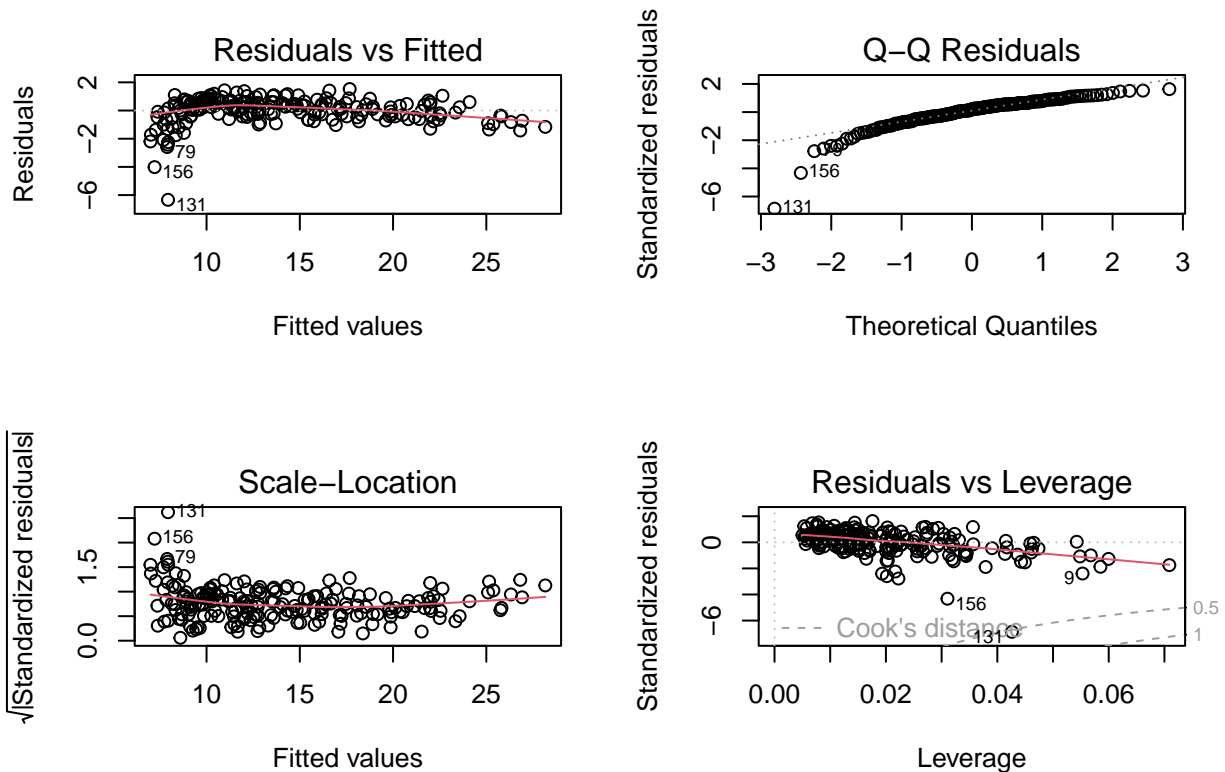 Residuals vs Fitted
Residuals
2
−2
−6
79
156
131
10 15 20 25
Fitted values
Q−Q Residuals
Standardized residuals
2
−2
−6
156
131
−3 −2 −1 0 1 2 3
Theoretical Quantiles
Scale−Location
√|Standardized residuals|
1.5
0.0
131
156
79
10 15 20 25
Fitted values
Residuals vs Leverage
Standardized residuals
0
−6
9
156
131
Cook's distance
0.5
1
0.00 0.02 0.04 0.06
Leverage